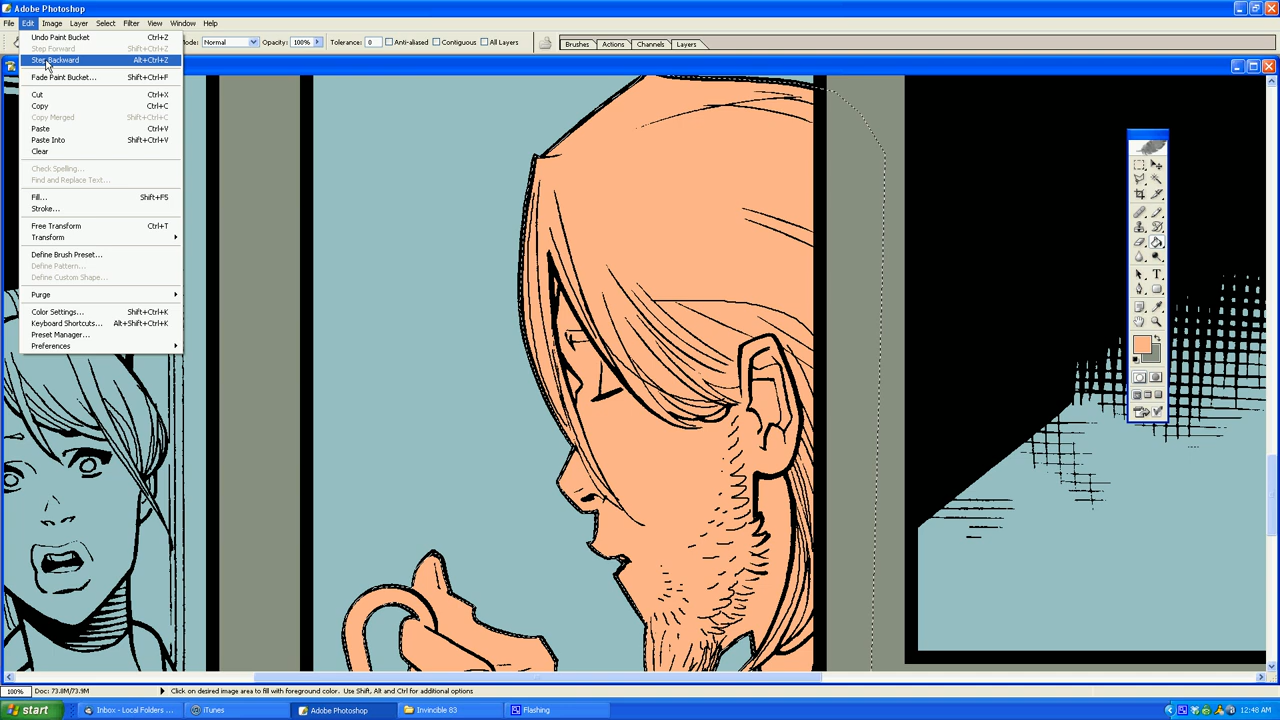 Adobe Photoshop
File Edit Image Layer Select Filter View Window Help
Mode: Normal Opacity: 100% Tolerance: 0 Anti-aliased Contiguous All Layers Brushes Actions Channels Layers
Undo Paint Bucket Ctrl+Z
Step Forward Shift+Ctrl+Z
Step Backward Alt+Ctrl+Z
Fade Paint Bucket... Shift+Ctrl+F
Cut Ctrl+X
Copy Ctrl+C
Copy Merged Shift+Ctrl+C
Paste Ctrl+V
Paste Into Shift+Ctrl+V
Clear
Check Spelling...
Find and Replace Text...
Fill... Shift+F5
Stroke...
Free Transform Ctrl+T
Transform
Define Brush Preset...
Define Pattern...
Define Custom Shape...
Purge
Color Settings... Shift+Ctrl+K
Keyboard Shortcuts... Alt+Shift+Ctrl+K
Preset Manager...
Preferences
100% Doc: 73.8M/73.9M Click on desired image area to fill with foreground color. Use Shift, Alt and Ctrl for additional options
start Inbox - Local Folders ... iTunes Adobe Photoshop Invincible 83 Flashing 12:48 AM